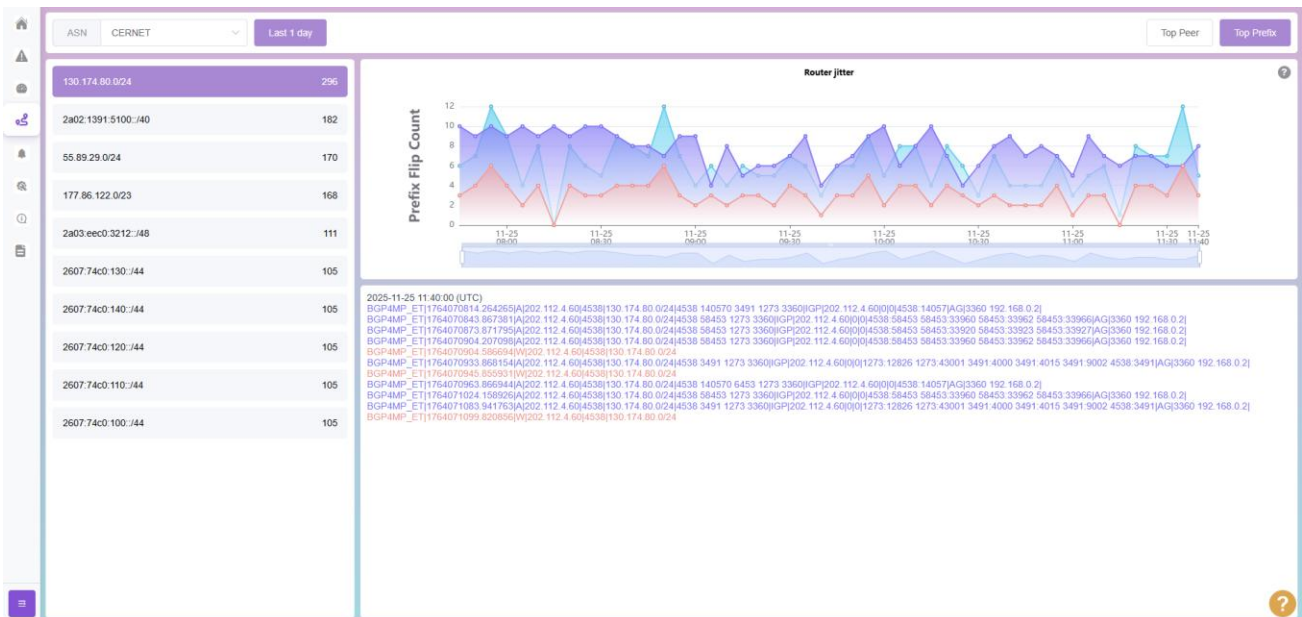 ASN CERNET Last 1 day Top Peer Top Prefix
130.174.80.0/24 296
2a02:1391:5100::/40 182
55.89.29.0/24 170
177.86.122.0/23 168
2a03:eec0:3212::/48 111
2607:74c0:130::/44 105
2607:74c0:140::/44 105
2607:74c0:120::/44 105
2607:74c0:110::/44 105
2607:74c0:100::/44 105
Router jitter
?
Prefix Flip Count
12
10
8
6
4
2
0
11-25 11-25 11-25 11-25 11-25 11-25 11-25 11-25 11-25
08:00 08:30 09:00 09:30 10:00 10:30 11:00 11:30 11:40
2025-11-25 11:40:00 (UTC)
BGP4MP_ET|1764070814.264265|A|202.112.4.60|4538|130.174.80.0/24|4538 140570 3491 1273 3360|IGP|202.112.4.60|0|0|4538:14057|AG|3360 192.168.0.2|
BGP4MP_ET|1764070843.867381|A|202.112.4.60|4538|130.174.80.0/24|4538 58453 1273 3360|IGP|202.112.4.60|0|0|4538:58453 58453:33960 58453:33962 58453:33966|AG|3360 192.168.0.2|
BGP4MP_ET|1764070873.871795|A|202.112.4.60|4538|130.174.80.0/24|4538 58453 1273 3360|IGP|202.112.4.60|0|0|4538:58453 58453:33920 58453:33923 58453:33927|AG|3360 192.168.0.2|
BGP4MP_ET|1764070904.207098|A|202.112.4.60|4538|130.174.80.0/24|4538 58453 1273 3360|IGP|202.112.4.60|0|0|4538:58453 58453:33960 58453:33962 58453:33966|AG|3360 192.168.0.2|
BGP4MP_ET|1764070904.586694|W|202.112.4.60|4538|130.174.80.0/24
BGP4MP_ET|1764070933.868154|A|202.112.4.60|4538|130.174.80.0/24|4538 3491 1273 3360|IGP|202.112.4.60|0|0|1273:12826 1273:43001 3491:4000 3491:4015 3491:9002 4538:3491|AG|3360 192.168.0.2|
BGP4MP_ET|1764070945.855931|W|202.112.4.60|4538|130.174.80.0/24
BGP4MP_ET|1764070963.866944|A|202.112.4.60|4538|130.174.80.0/24|4538 140570 6453 1273 3360|IGP|202.112.4.60|0|0|4538:14057|AG|3360 192.168.0.2|
BGP4MP_ET|1764071024.158926|A|202.112.4.60|4538|130.174.80.0/24|4538 58453 1273 3360|IGP|202.112.4.60|0|0|4538:58453 58453:33960 58453:33962 58453:33966|AG|3360 192.168.0.2|
BGP4MP_ET|1764071083.941763|A|202.112.4.60|4538|130.174.80.0/24|4538 3491 1273 3360|IGP|202.112.4.60|0|0|1273:12826 1273:43001 3491:4000 3491:4015 3491:9002 4538:3491|AG|3360 192.168.0.2|
BGP4MP_ET|1764071099.820856|W|202.112.4.60|4538|130.174.80.0/24
?